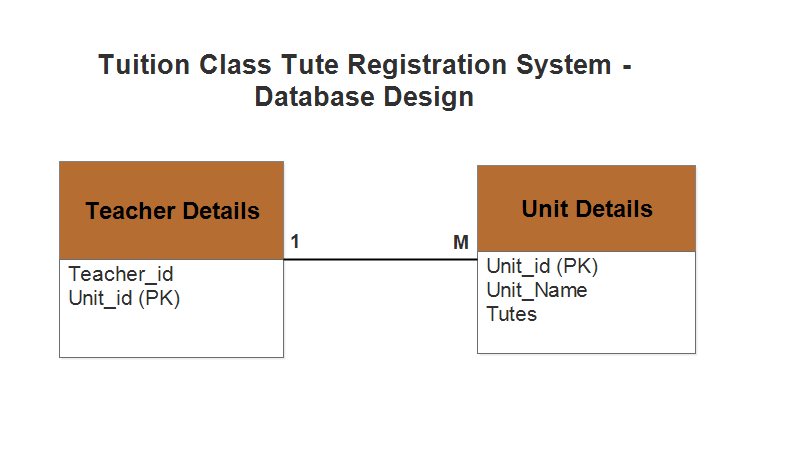 Tuition Class Tute Registration System -
Database Design
Teacher Details
Unit Details
1
M
Teacher_id
Unit_id (PK)
Unit_id (PK)
Unit_Name
Tutes